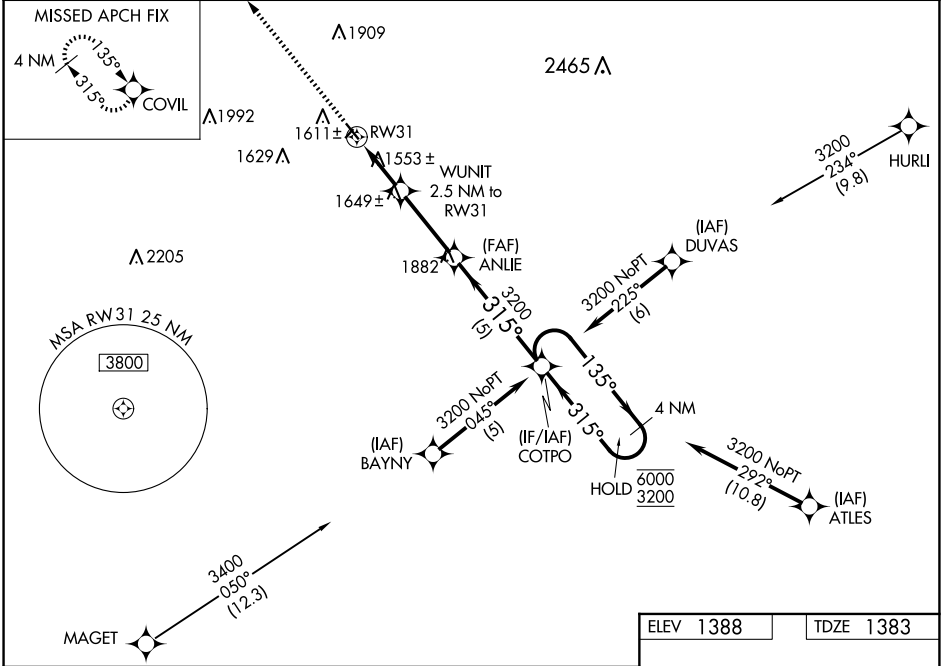 MISSED APCH FIX
4 NM
135°
315°
COVIL
1909
2465
1992
1611±
RW31
1629
1553 ±
WUNIT
2.5 NM to
RW31
1649±
3200
234°
(9.8)
HURLI
(IAF)
DUVAS
3200 NoPT
225°
(6)
(FAF)
ANLIE
1882
2205
3200
315°
(5)
MSA RW31 25 NM
3800
135°
315°
4 NM
3200 NoPT
045°
(5)
(IAF)
BAYNY
(IF/IAF)
COTPO
HOLD
6000
3200
3200 NoPT
292°
(10.8)
(IAF)
ATLES
3400
050°
(12.3)
MAGET
ELEV 1388
TDZE 1383